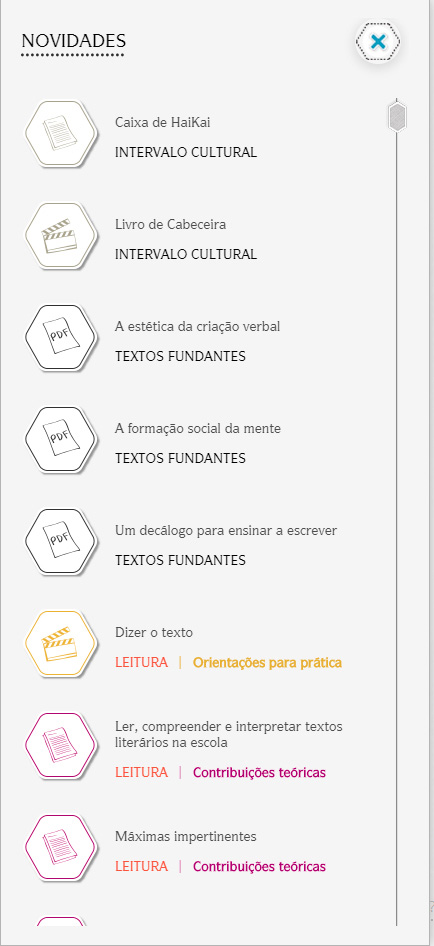 NOVIDADES
Caixa de HaiKai
INTERVALO CULTURAL
Livro de Cabeceira
INTERVALO CULTURAL
PDF
A estética da criação verbal
TEXTOS FUNDANTES
PDF
A formação social da mente
TEXTOS FUNDANTES
PDF
Um decálogo para ensinar a escrever
TEXTOS FUNDANTES
Dizer o texto
LEITURA | Orientações para prática
Ler, compreender e interpretar textos
literários na escola
LEITURA | Contribuições teóricas
Máximas impertinentes
LEITURA | Contribuições teóricas